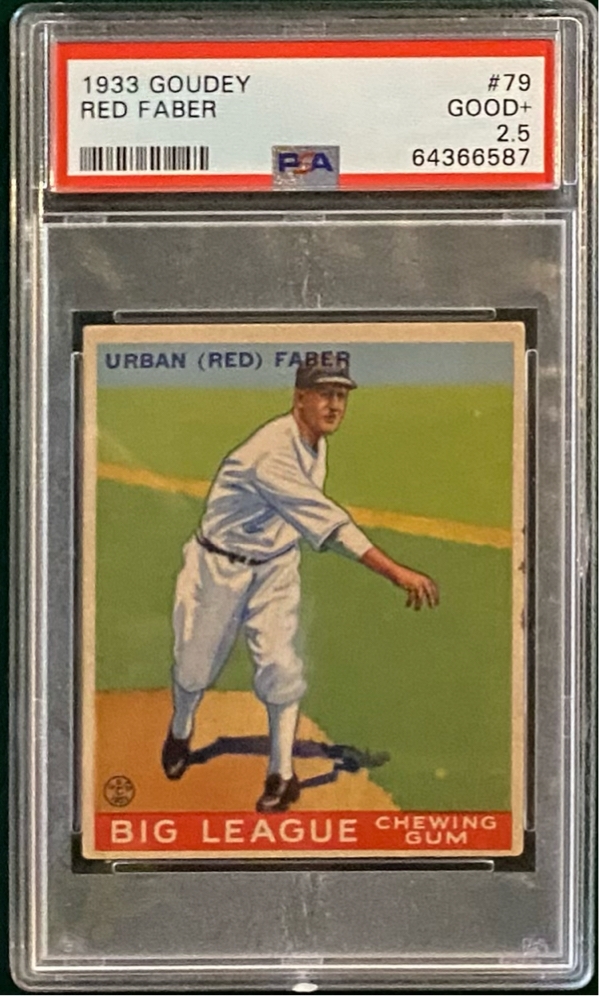 1933 GOUDEY #79
RED FABER GOOD+
2.5
PSA 64366587
URBAN (RED) FABER
BIG LEAGUE CHEWING GUM